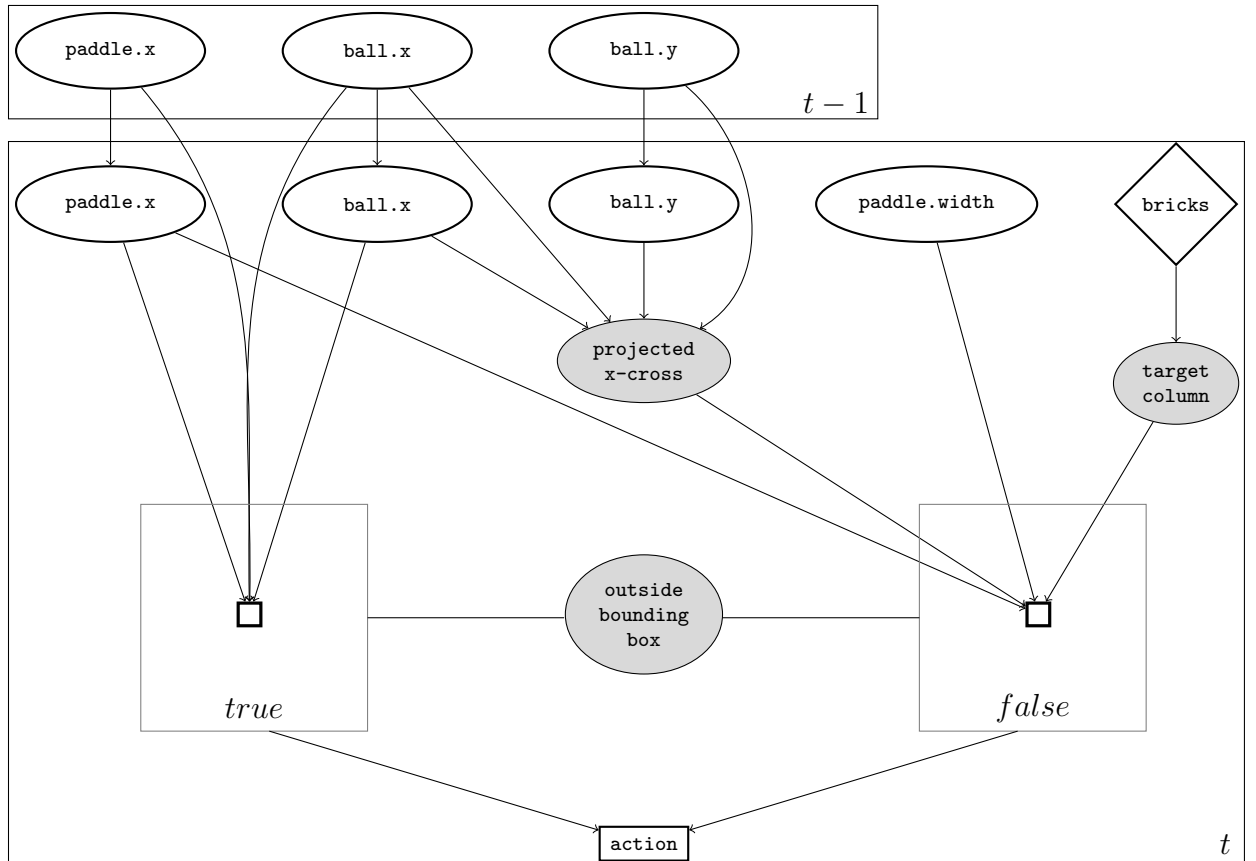 paddle.x
ball.x
ball.y
t − 1
paddle.x
ball.x
ball.y
paddle.width
bricks
projected
x-cross
target
column
outside
bounding
box
true
false
action
t